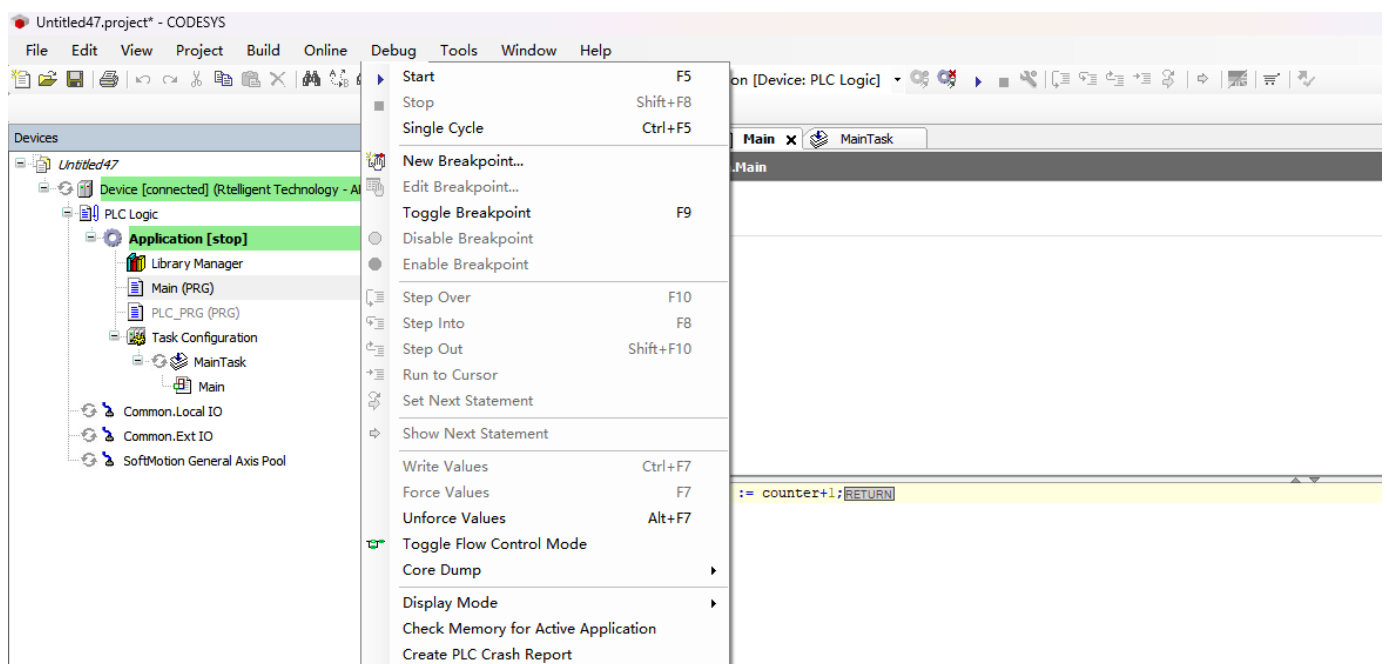 Untitled47.project* - CODESYS
File Edit View Project Build Online Debug Tools Window Help
on [Device: PLC Logic]
Start F5
Stop Shift+F8
Single Cycle Ctrl+F5
New Breakpoint...
Edit Breakpoint...
Toggle Breakpoint F9
Disable Breakpoint
Enable Breakpoint
Step Over F10
Step Into F8
Step Out Shift+F10
Run to Cursor
Set Next Statement
Show Next Statement
Write Values Ctrl+F7
Force Values F7
Unforce Values Alt+F7
Toggle Flow Control Mode
Core Dump
Display Mode
Check Memory for Active Application
Create PLC Crash Report
Devices
Untitled47
Device [connected] (Rtelligent Technology - A
PLC Logic
Application [stop]
Library Manager
Main (PRG)
PLC_PRG (PRG)
Task Configuration
MainTask
Main
Common.Local IO
Common.Ext IO
SoftMotion General Axis Pool
Main MainTask
.Main
:= counter+1;RETURN